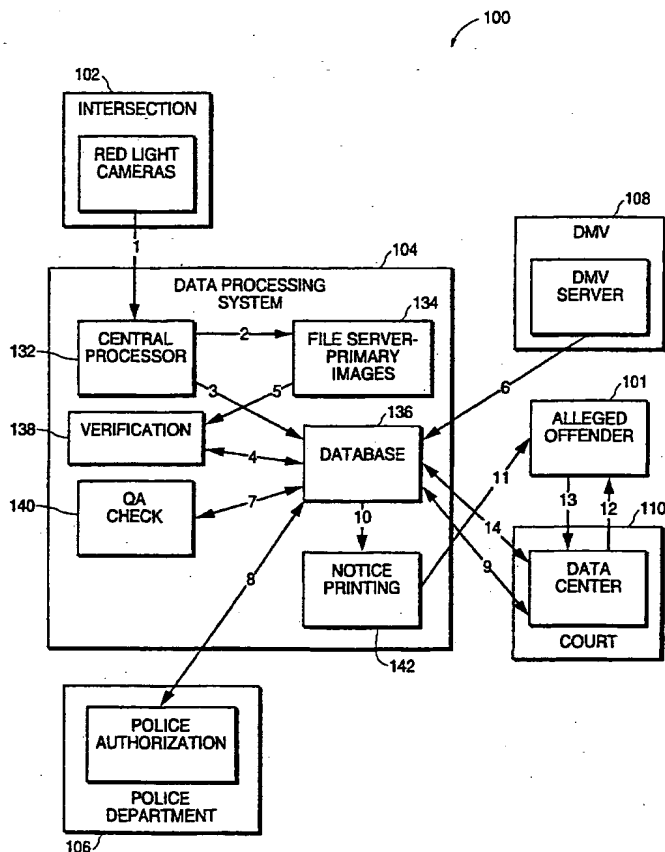 100
102
INTERSECTION
RED LIGHT
CAMERAS
1
104
DATA PROCESSING
SYSTEM
132
CENTRAL
PROCESSOR
2
134
FILE SERVER-
PRIMARY
IMAGES
3
5
138
VERIFICATION
4
136
DATABASE
140
QA
CHECK
7
10
NOTICE
PRINTING
142
8
108
DMV
DMV
SERVER
6
101
ALLEGED
OFFENDER
11
13
12
110
14
9
DATA
CENTER
COURT
POLICE
AUTHORIZATION
POLICE
DEPARTMENT
106